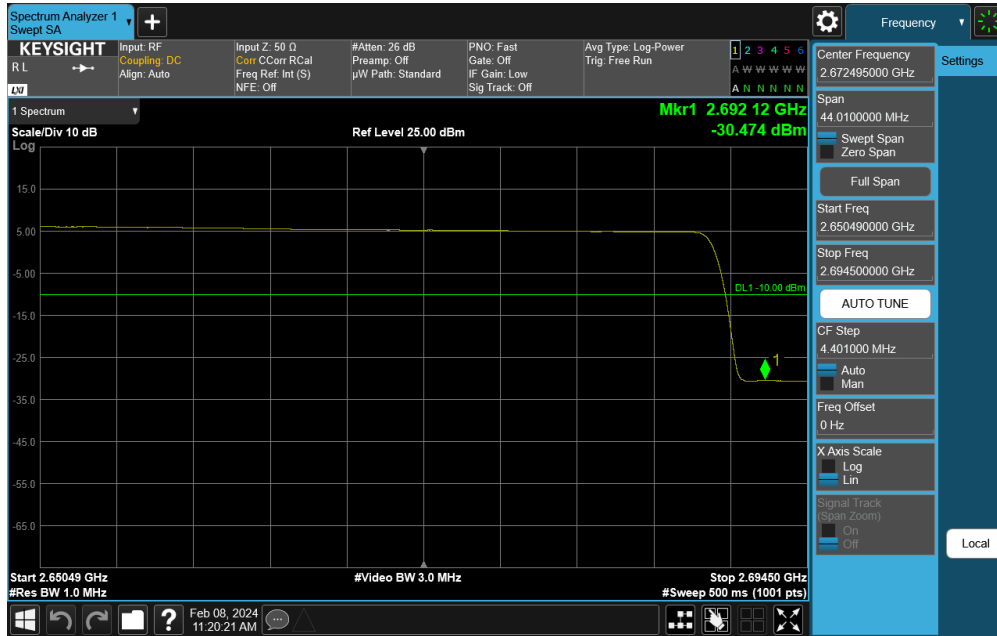 Spectrum Analyzer 1
Swept SA
Frequency
KEYSIGHT
R L
LXI
Input: RF
Coupling: DC
Align: Auto
Input Z: 50 Ω
Corr CCorr RCal
Freq Ref: Int (S)
NFE: Off
#Atten: 26 dB
Preamp: Off
µW Path: Standard
PNO: Fast
Gate: Off
IF Gain: Low
Sig Track: Off
Avg Type: Log-Power
Trig: Free Run
1 2 3 4 5 6
A W W W W W
A N N N N N
1 Spectrum
Mkr1 2.692 12 GHz
Scale/Div 10 dB
Ref Level 25.00 dBm
-30.474 dBm
Log
15.0
5.00
-5.00
DL1 -10.00 dBm
-15.0
1
-25.0
-35.0
-45.0
-55.0
-65.0
Start 2.65049 GHz
#Video BW 3.0 MHz
Stop 2.69450 GHz
#Res BW 1.0 MHz
#Sweep 500 ms (1001 pts)
Center Frequency
2.672495000 GHz
Settings
Span
44.0100000 MHz
Swept Span
Zero Span
Full Span
Start Freq
2.650490000 GHz
Stop Freq
2.694500000 GHz
AUTO TUNE
CF Step
4.401000 MHz
Auto
Man
Freq Offset
0 Hz
X Axis Scale
Log
Lin
Signal Track
(Span Zoom)
On
Off
Local
?
Feb 08, 2024
11:20:21 AM